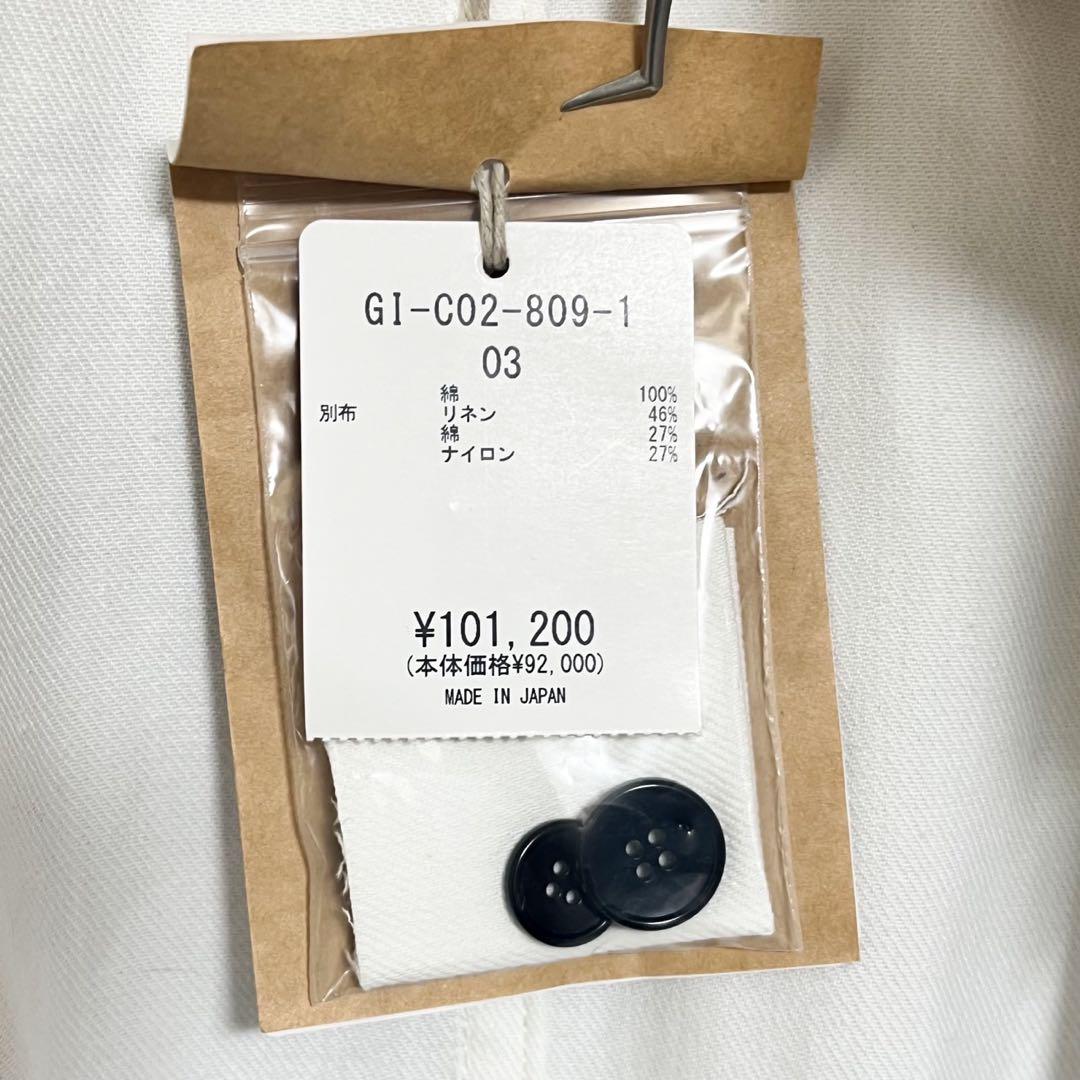 GI-C02-809-1
03
綿 100%
別布 リネン 46%
綿 27%
ナイロン 27%
¥101,200
(本体価格¥92,000)
MADE IN JAPAN